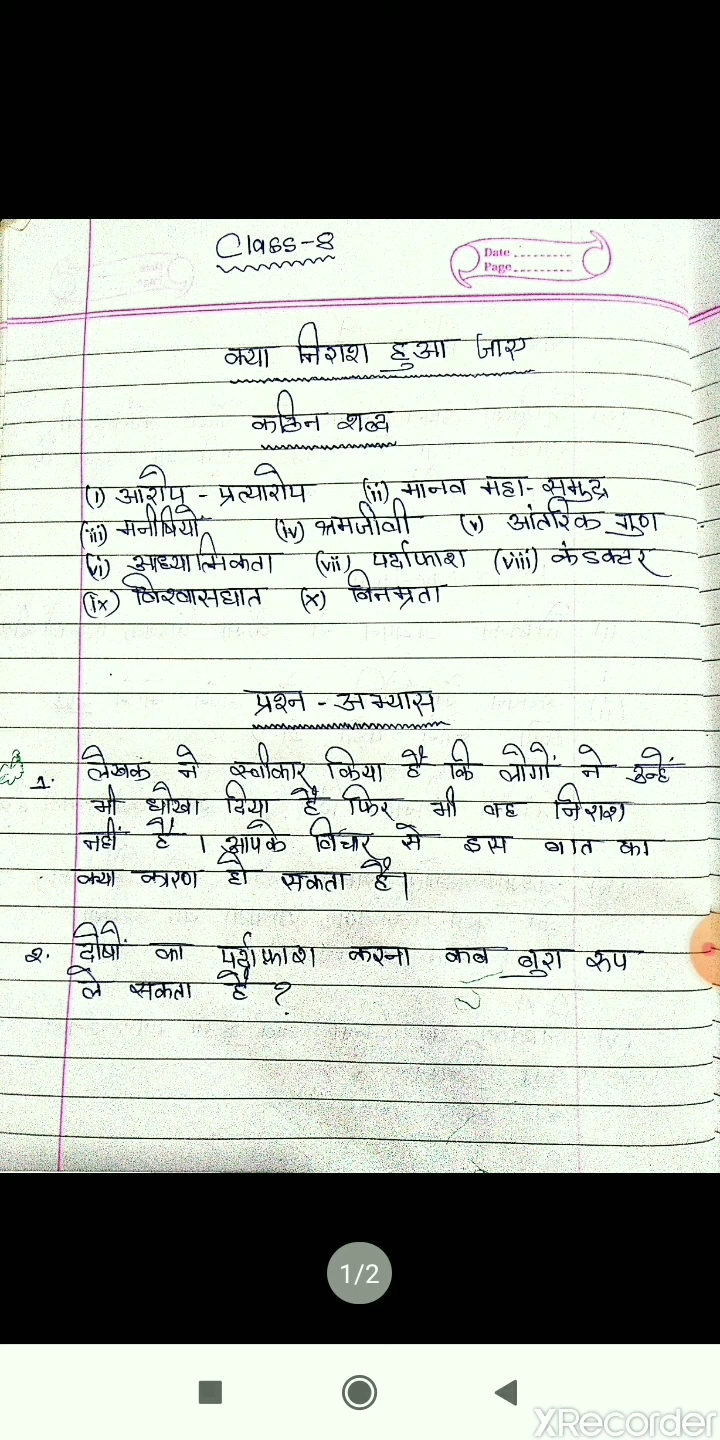 Class-8
Date ............
Page ............
क्या निराश हुआ जाए
कठिन शब्द
(i) आरोप - प्रत्यारोप (ii) मानव महा-समुद्र
(iii) मनीषियों (iv) श्रमजीवी (v) आंतरिक गुण
(vi) आध्यात्मिकता (vii) पर्दाफाश (viii) कंडक्टर
(ix) विश्वासघात (x) विनम्रता
प्रश्न - अभ्यास
1. लेखक ने स्वीकार किया है कि लोगों ने उन्हें
भी धोखा दिया है फिर भी वह निराश
नहीं है । आपके विचार से इस बात का
क्या कारण हो सकता है।
2. दोषों का पर्दाफाश करना कब बुरा रूप
ले सकता है ?
1/2
XRecorder